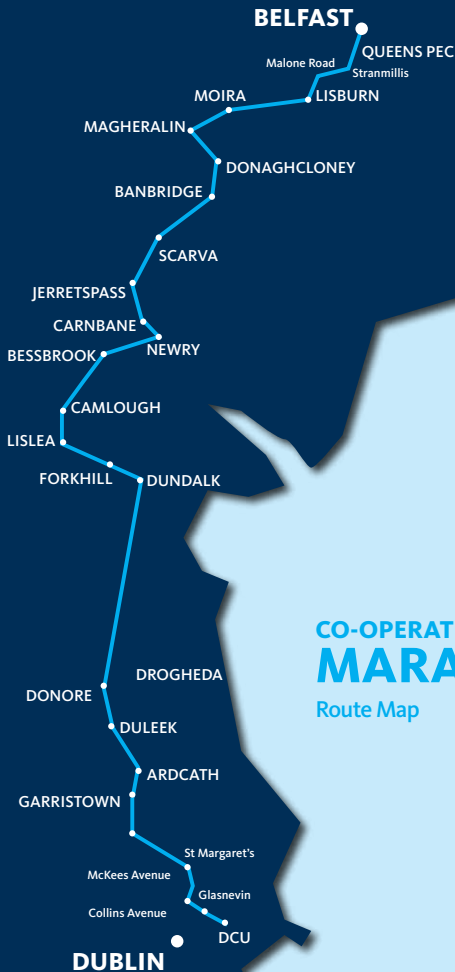 BELFAST
QUEENS PEC
Malone Road
Stranmillis
LISBURN
MOIRA
MAGHERALIN
DONAGHCLONEY
BANBRIDGE
SCARVA
JERRETSPASS
CARNBANE
NEWRY
BESSBROOK
CAMLOUGH
LISLEA
FORKHILL
DUNDALK
CO-OPERAT
MARA
Route Map
DROGHEDA
DONORE
DULEEK
ARDCATH
GARRISTOWN
St Margaret's
McKees Avenue
Glasnevin
Collins Avenue
DCU
DUBLIN